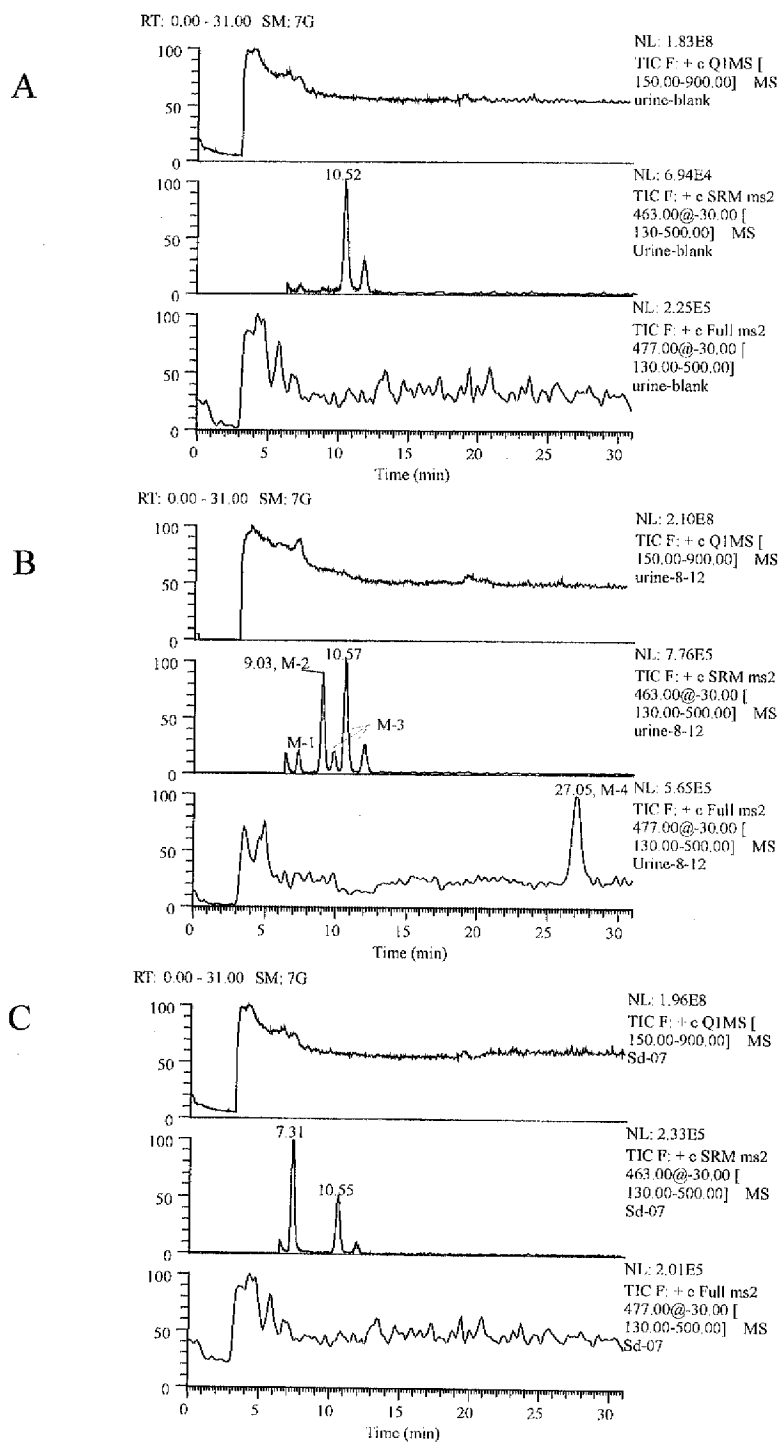 RT: 0.00 - 31.00 SM: 7G
A
100
50
0
NL: 1.83E8
TIC F: + c Q1MS [
150.00-900.00] MS
urine-blank
10.52
100
50
0
NL: 6.94E4
TIC F: + c SRM ms2
463.00@-30.00 [
130-500.00] MS
Urine-blank
100
50
0
NL: 2.25E5
TIC F: + c Full ms2
477.00@-30.00 [
130.00-500.00] MS
urine-blank
0 5 10 15 20 25 30
Time (min)
RT: 0.00 - 31.00 SM: 7G
B
100
50
0
NL: 2.10E8
TIC F: + c Q1MS [
150.00-900.00] MS
urine-8-12
9.03, M-2
10.57
M-1
M-3
100
50
0
NL: 7.76E5
TIC F: + c SRM ms2
463.00@-30.00 [
130.00-500.00] MS
urine-8-12
27.05, M-4
100
50
0
NL: 5.65E5
TIC F: + c Full ms2
477.00@-30.00 [
130.00-500.00] MS
Urine-8-12
0 5 10 15 20 25 30
Time (min)
RT: 0.00 - 31.00 SM: 7G
C
100
50
0
NL: 1.96E8
TIC F: + c Q1MS [
150.00-900.00] MS
Sd-07
7.31
10.55
100
50
0
NL: 2.33E5
TIC F: + c SRM ms2
463.00@-30.00 [
130.00-500.00] MS
Sd-07
100
50
0
NL: 2.01E5
TIC F: + c Full ms2
477.00@-30.00 [
130.00-500.00] MS
Sd-07
0 5 10 15 20 25 30
Time (min)